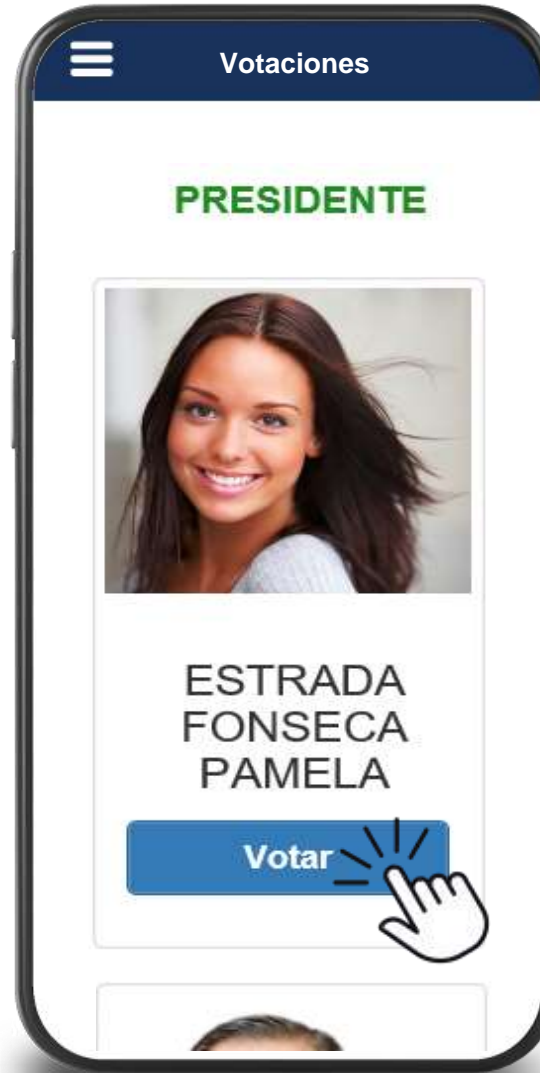 Votaciones
PRESIDENTE
ESTRADA
FONSECA
PAMELA
Votar